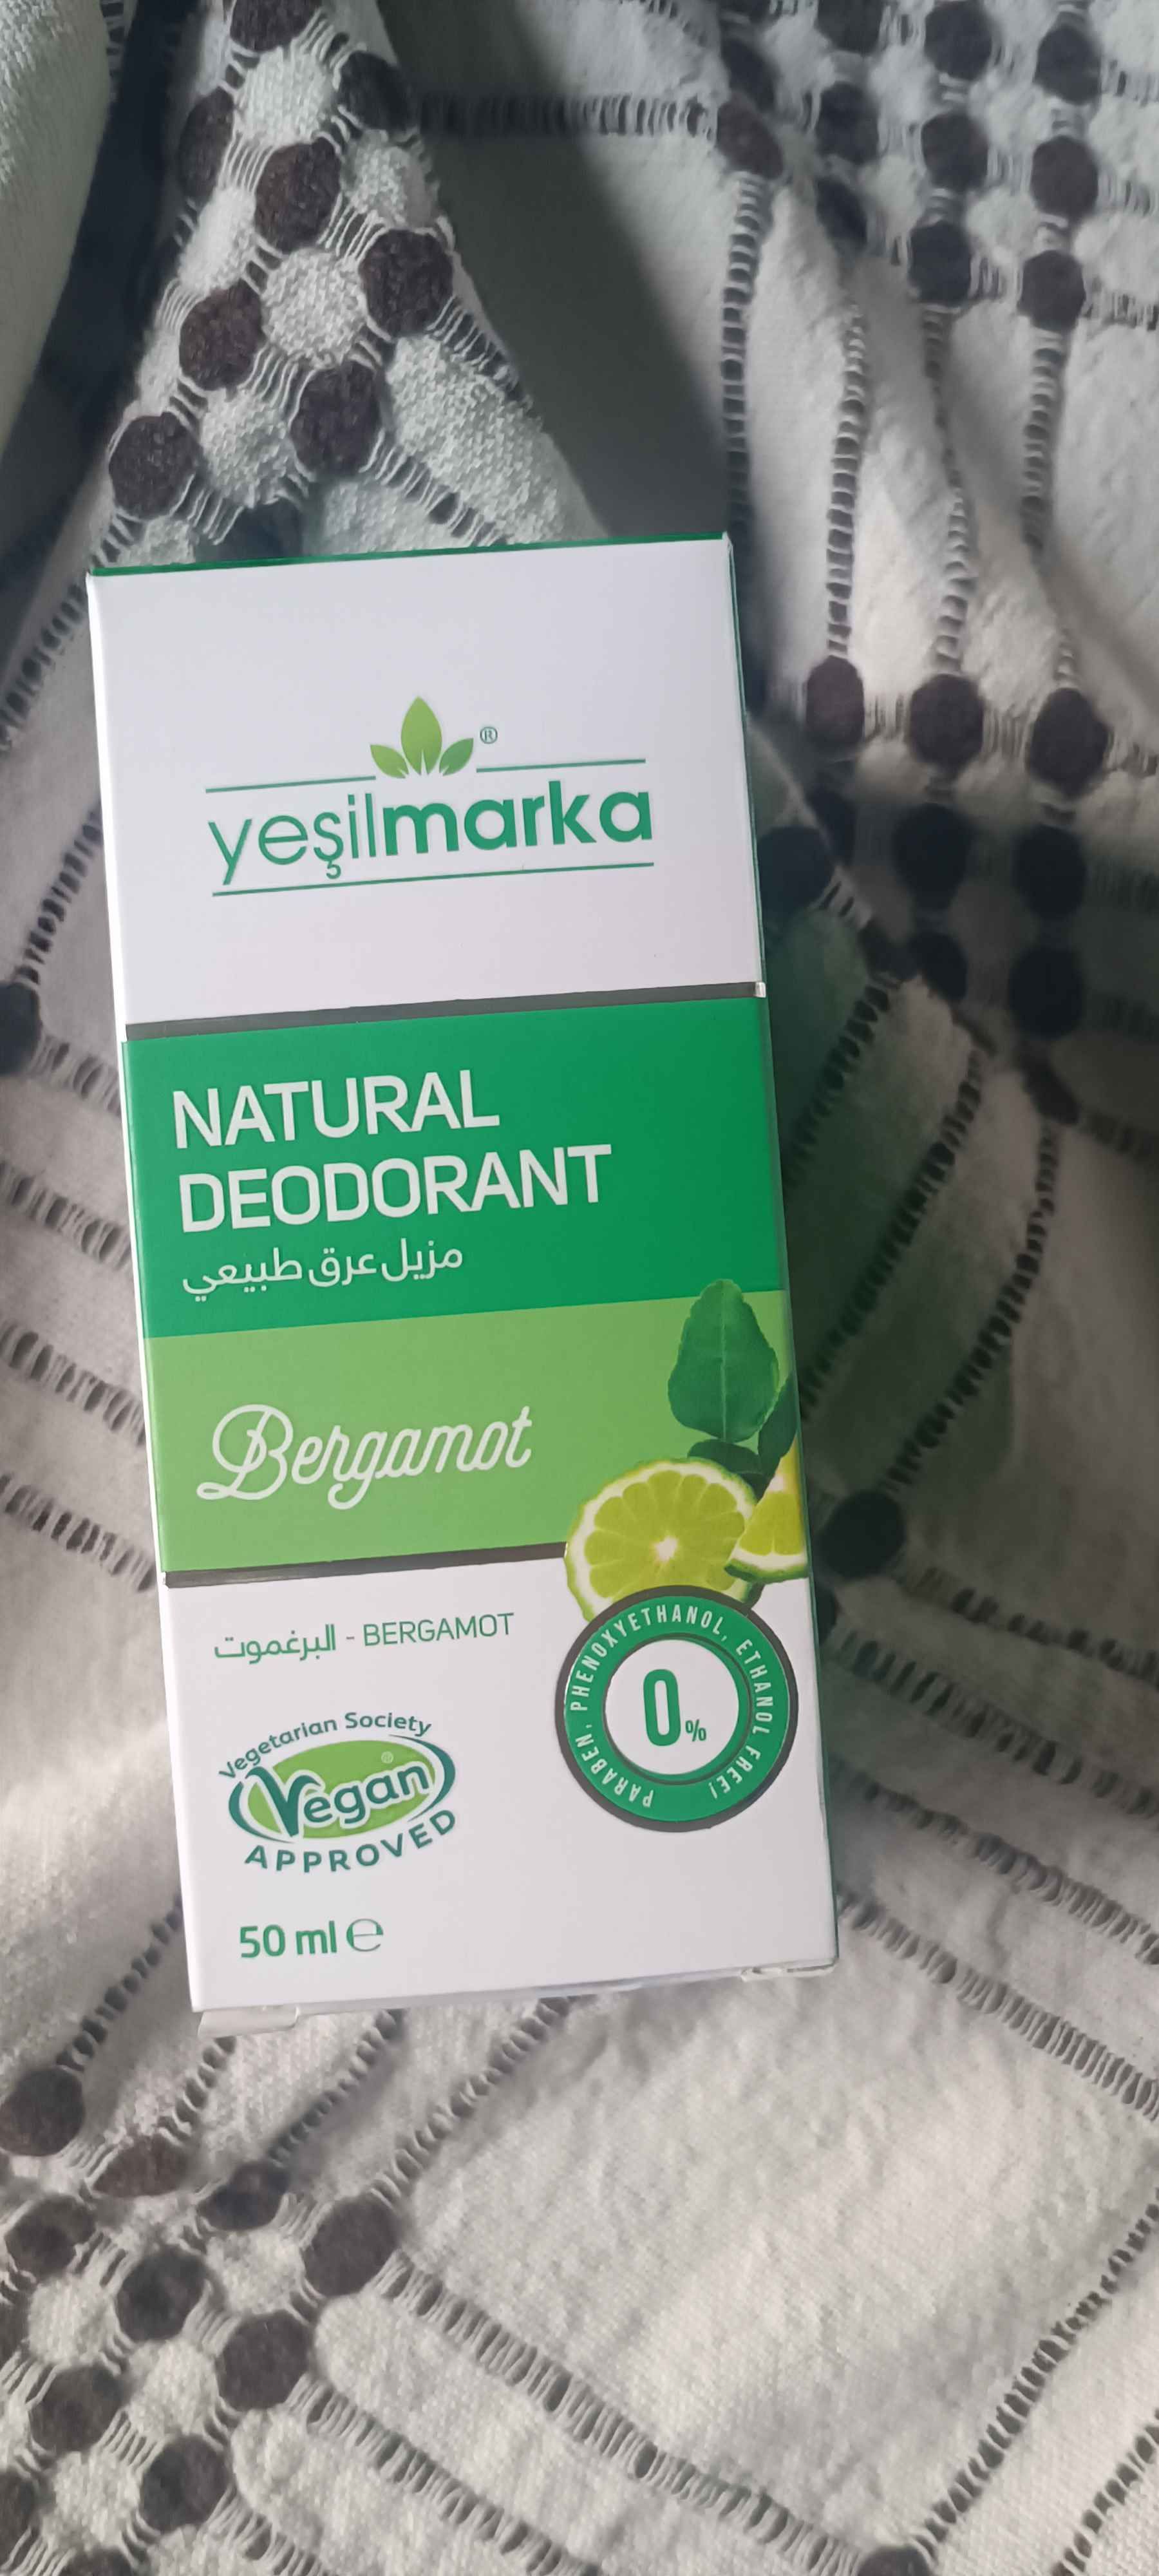 yeşilmarka®
NATURAL
DEODORANT
مزيل عرق طبيعي
Bergamot
البرغموت - BERGAMOT
PARABEN, PHENOXYETHANOL, ETHANOL FREE!
0%
Vegetarian Society
Vegan®
APPROVED
50 ml ℮